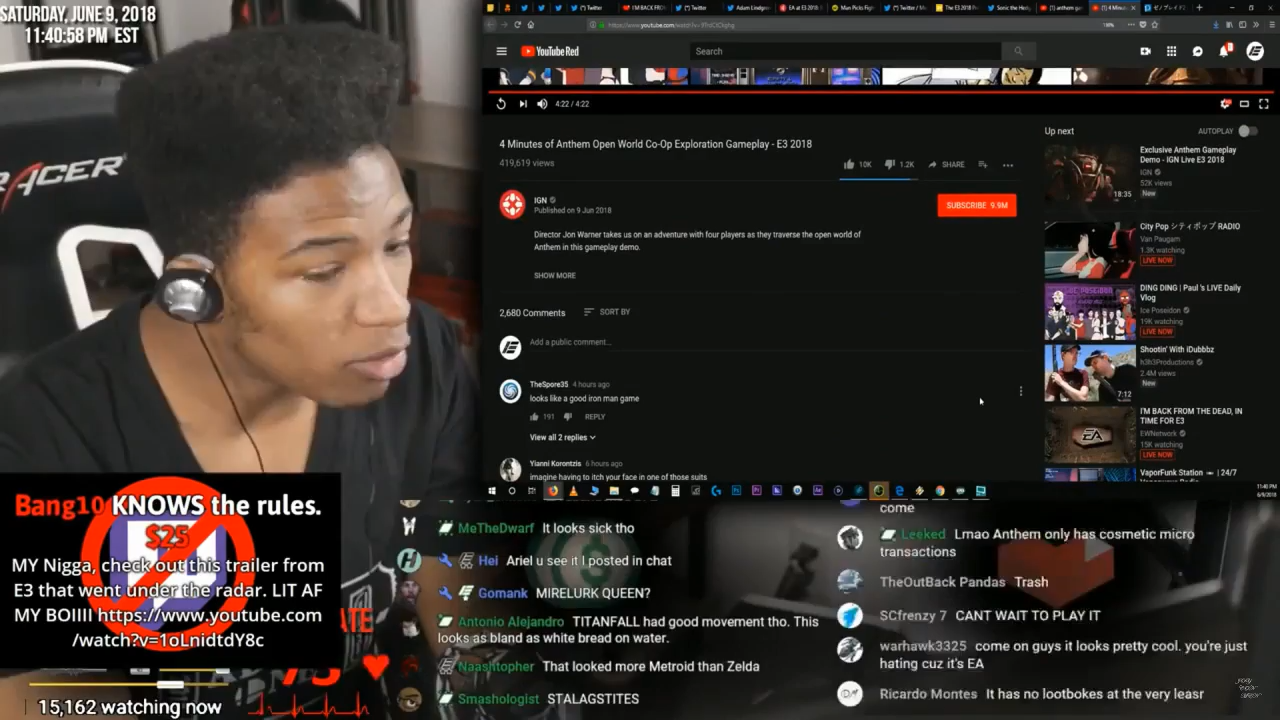 SATURDAY, JUNE 9, 2018
11:40:58 PM EST
RACER
YouTube Red
Search
4:22 / 4:22
4 Minutes of Anthem Open World Co-Op Exploration Gameplay - E3 2018
419,619 views
10K
1.2K
SHARE
IGN
Published on 9 Jun 2018
SUBSCRIBE 9.9M
Director Jon Warner takes us on an adventure with four players as they traverse the open world of
Anthem in this gameplay demo.
SHOW MORE
2,680 Comments
SORT BY
Add a public comment...
TheSpore35 4 hours ago
looks like a good iron man game
191
REPLY
View all 2 replies
Yianni Korontzis 6 hours ago
imagine having to itch your face in one of those suits
Up next
AUTOPLAY
Exclusive Anthem Gameplay
Demo - IGN Live E3 2018
IGN
52K views
New
18:35
City Pop シティポップ RADIO
Van Paugam
1.3K watching
LIVE NOW
DING DING | Paul 's LIVE Daily
Vlog
Ice Poseidon
19K watching
LIVE NOW
Shootin' With iDubbbz
h3h3Productions
2.4M views
New
7:12
I'M BACK FROM THE DEAD, IN
TIME FOR E3
EWNetwork
15K watching
LIVE NOW
EA
VaporFunk Station | 24/7
11:40 PM
6/9/2018
Bang10 KNOWS the rules.
$25
MY Nigga, check out this trailer from
E3 that went under the radar. LIT AF
MY BOIIII https://www.youtube.com
/watch?v=1oLnidtdY8c
15,162 watching now
MeTheDwarf It looks sick tho
Hei Ariel u see it I posted in chat
Gomank MIRELURK QUEEN?
Antonio Alejandro TITANFALL had good movement tho. This
looks as bland as white bread on water.
Naashtopher That looked more Metroid than Zelda
Smashologist STALAGSTITES
come
Leeked Lmao Anthem only has cosmetic micro
transactions
TheOutBack Pandas Trash
SCfrenzy 7 CANT WAIT TO PLAY IT
warhawk3325 come on guys it looks pretty cool. you're just
hating cuz it's EA
Ricardo Montes It has no lootbokes at the very leasr